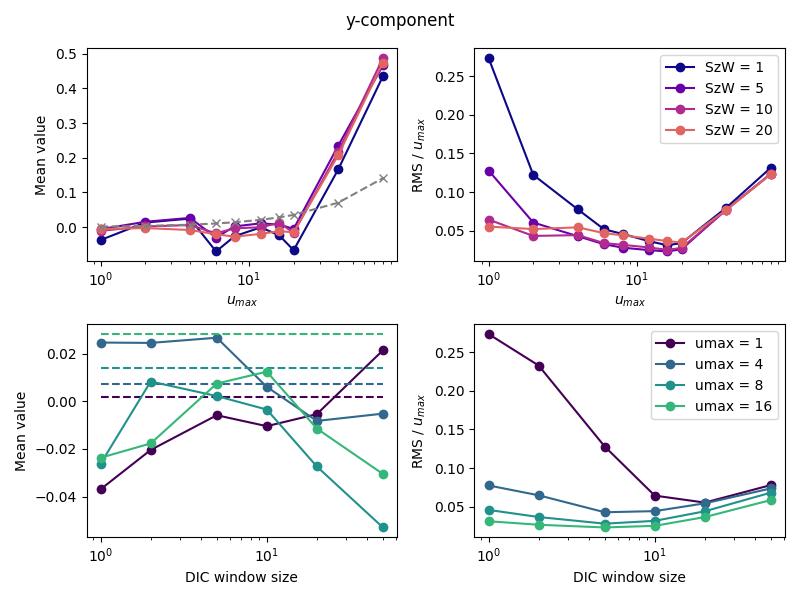 y-component
0.5
0.4
0.3
0.2
0.1
0.0
Mean value
10⁰
10¹
u_max
0.25
0.20
0.15
0.10
0.05
RMS / u_max
SzW = 1
SzW = 5
SzW = 10
SzW = 20
10⁰
10¹
u_max
0.02
0.00
−0.02
−0.04
Mean value
10⁰
10¹
DIC window size
0.25
0.20
0.15
0.10
0.05
RMS / u_max
umax = 1
umax = 4
umax = 8
umax = 16
10⁰
10¹
DIC window size